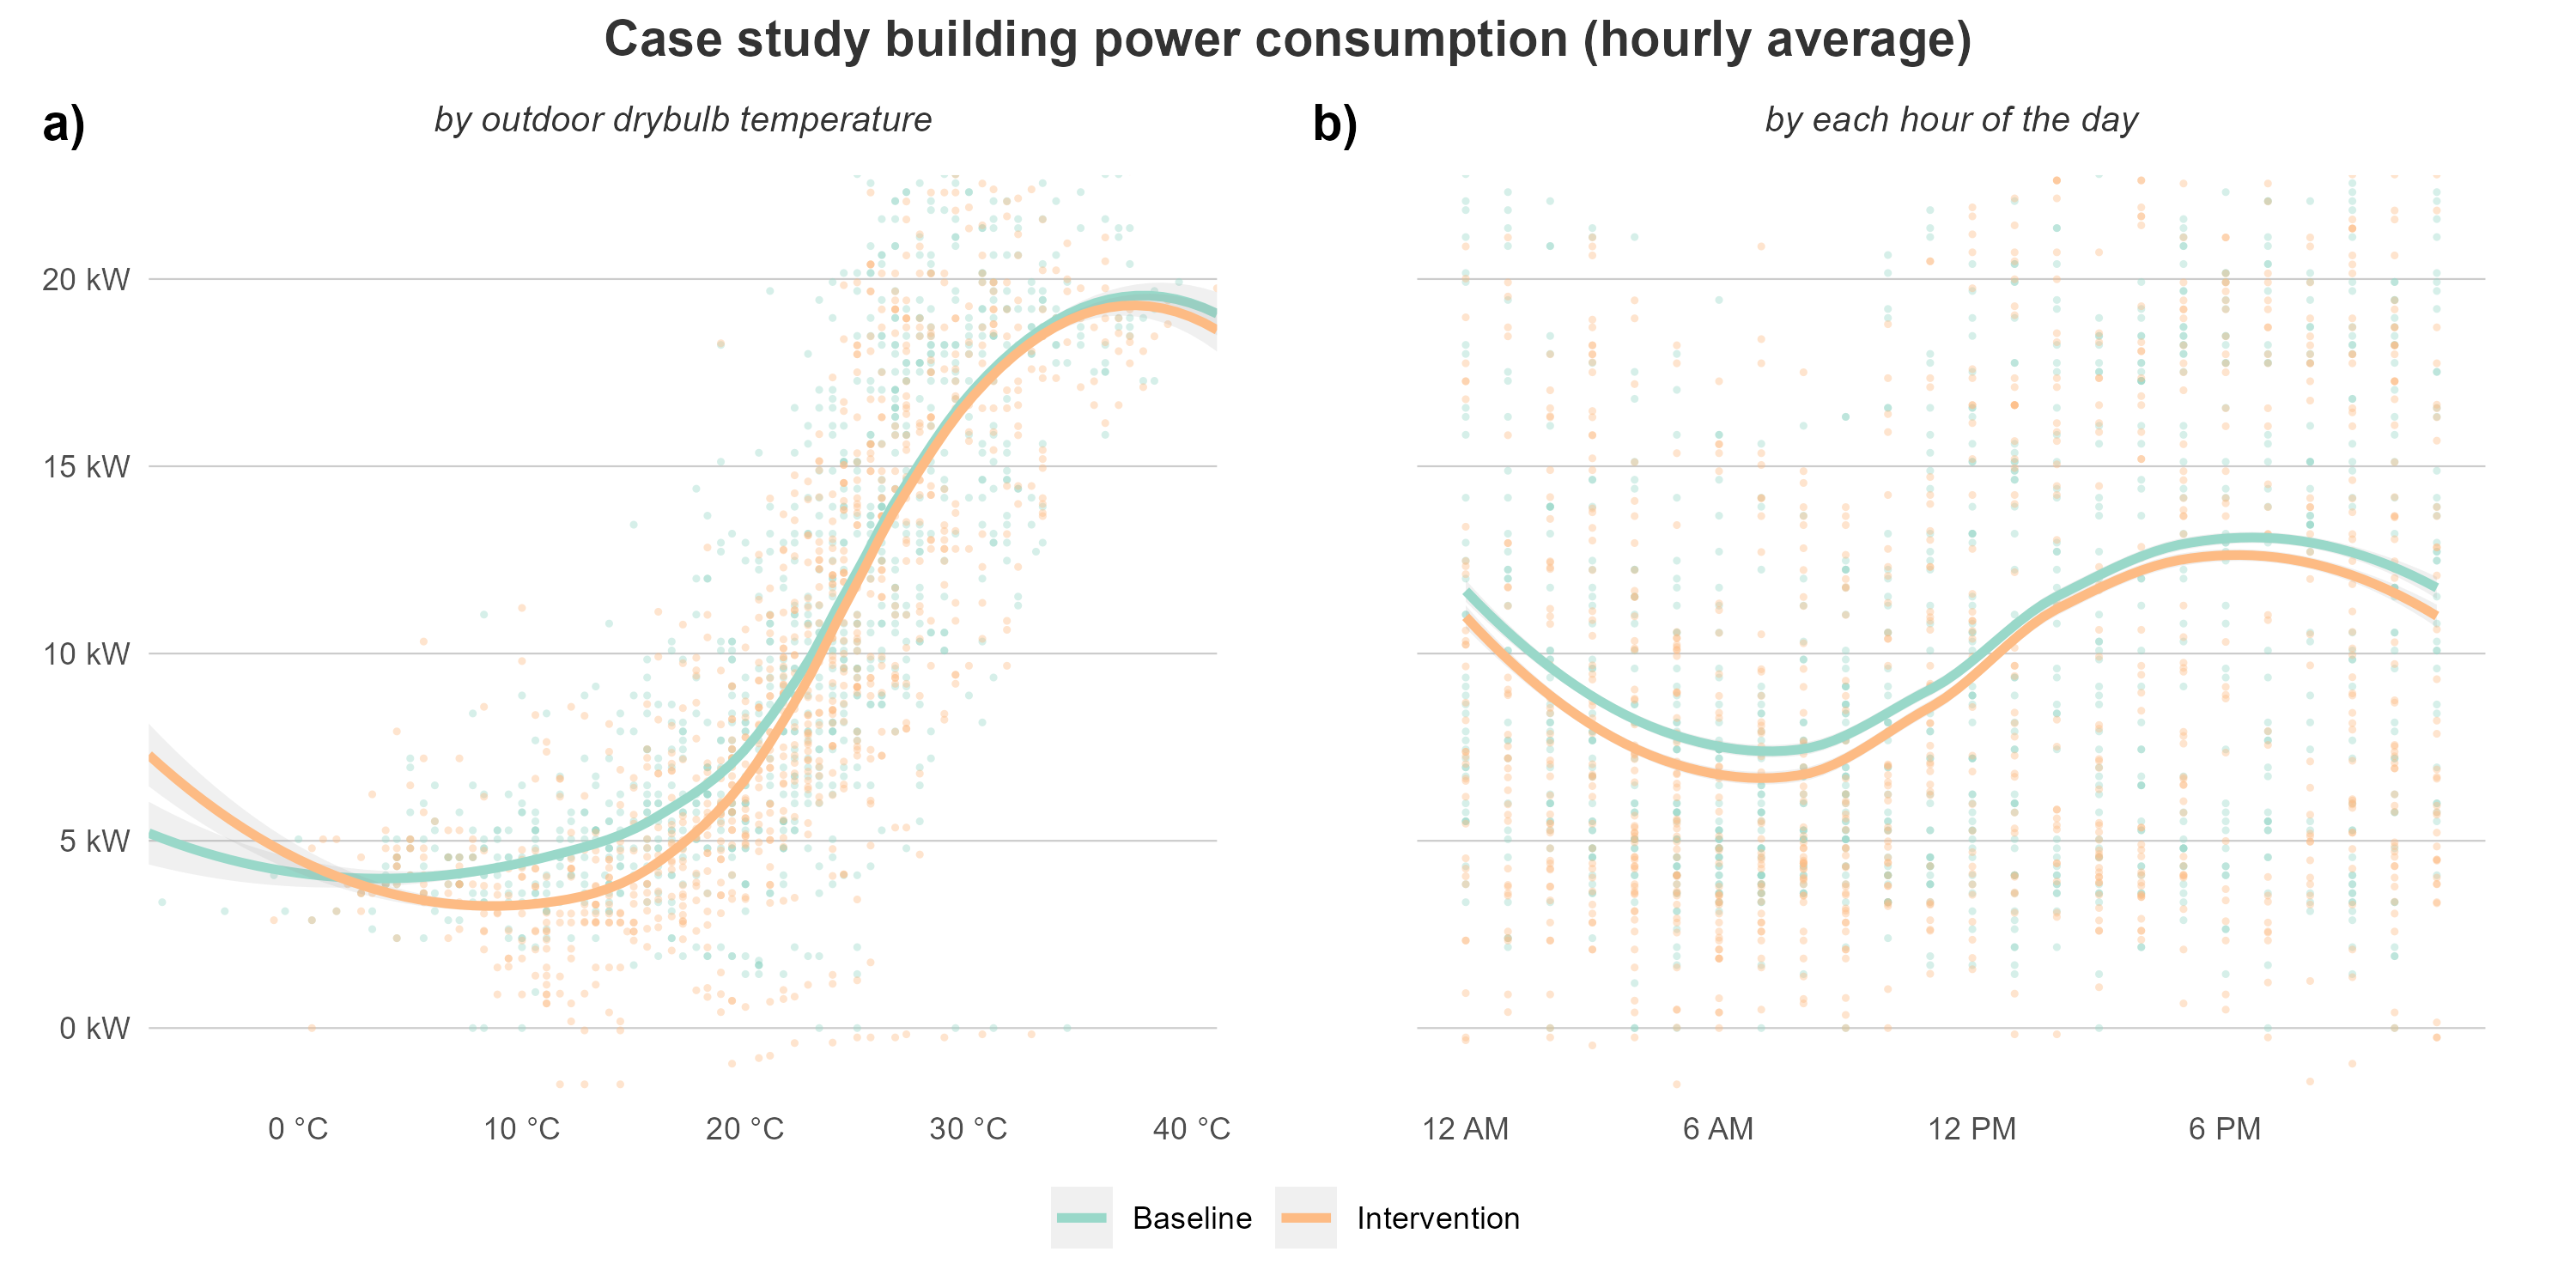 Case study building power consumption (hourly average)
a)
by outdoor drybulb temperature
20 kW
15 kW
10 kW
5 kW
0 kW
0 °C
10 °C
20 °C
30 °C
40 °C
b)
by each hour of the day
12 AM
6 AM
12 PM
6 PM
Baseline
Intervention